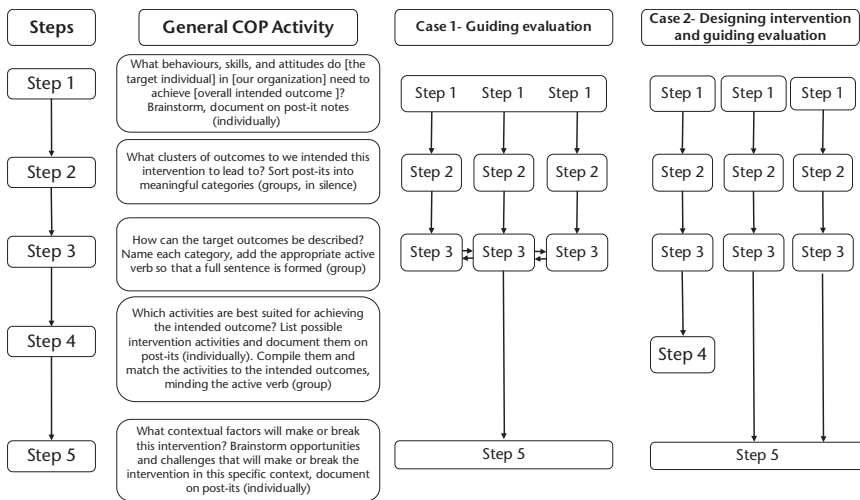 Steps
General COP Activity
Case 1- Guiding evaluation
Case 2- Designing intervention
and guiding evaluation
Step 1
What behaviours, skills, and attitudes do [the
target individual] in [our organization] need to
achieve [overall intended outcome ]?
Brainstorm, document on post-it notes
(individually)
Step 1 Step 1 Step 1
Step 1 Step 1 Step 1
Step 2
What clusters of outcomes to we intended this
intervention to lead to? Sort post-its into
meaningful categories (groups, in silence)
Step 2 Step 2 Step 2
Step 2 Step 2 Step 2
Step 3
How can the target outcomes be described?
Name each category, add the appropriate active
verb so that a full sentence is formed (group)
Step 3 Step 3 Step 3
Step 3 Step 3 Step 3
Step 4
Which activities are best suited for achieving
the intended outcome? List possible
intervention activities and document them on
post-its (individually). Compile them and
match the activities to the intended outcomes,
minding the active verb (group)
Step 4
Step 5
What contextual factors will make or break
this intervention? Brainstorm opportunities
and challenges that will make or break the
intervention in this specific context, document
on post-its (individually)
Step 5
Step 5